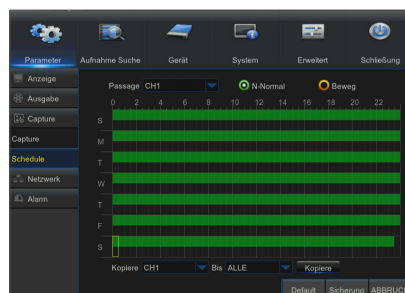 Parameter Aufnahme Suche Gerät System Erweitert Schließung
Anzeige
Ausgabe
Capture
Capture
Schedule
Netzwerk
Alarm
Passage CH1 N-Normal Beweg
0 2 4 6 8 10 12 14 16 18 20 22
S
M
T
W
T
F
S
Kopiere CH1 Bis ALLE Kopiere
Default Sicherung ABBRUC